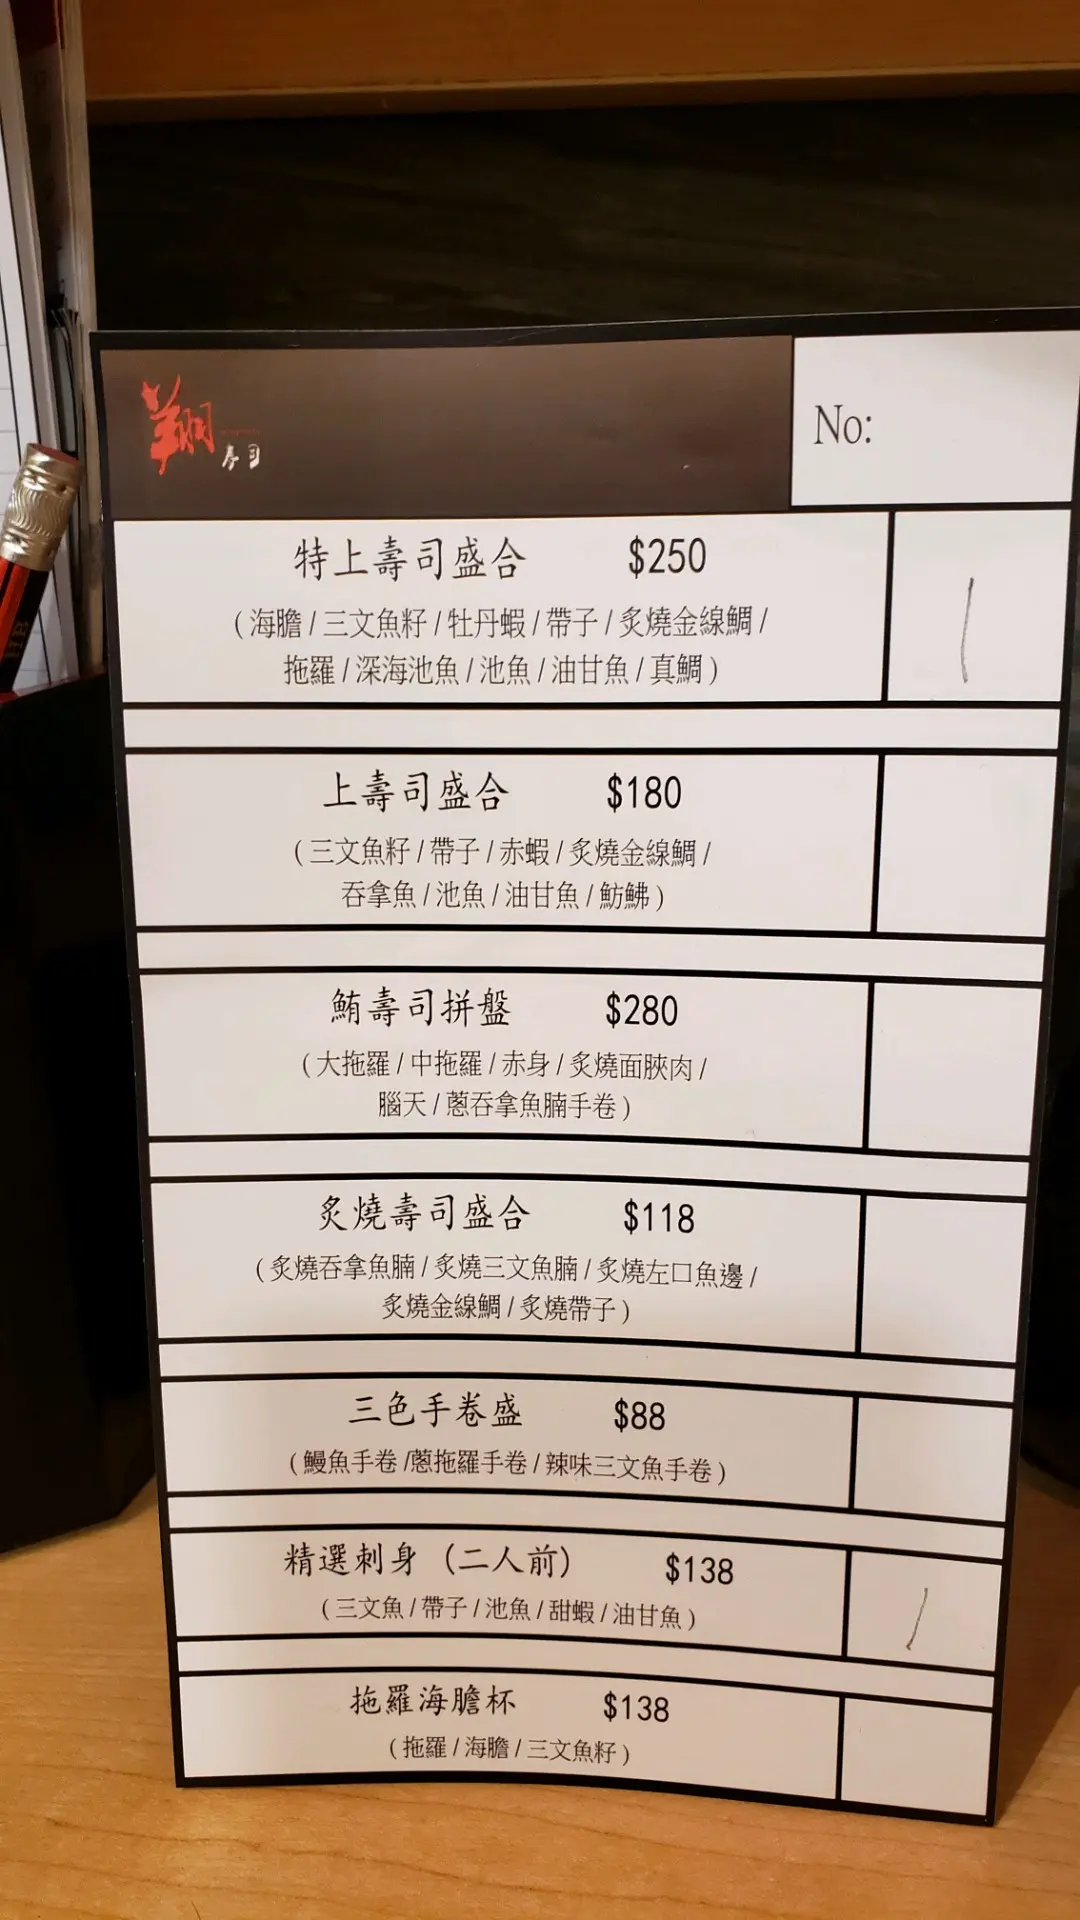 翔
壽司
No:
特上壽司盛合 $250
(海膽/三文魚籽/牡丹蝦/帶子/炙燒金線鯛/
拖羅/深海池魚/池魚/油甘魚/真鯛)
上壽司盛合 $180
(三文魚籽/帶子/赤蝦/炙燒金線鯛/
吞拿魚/池魚/油甘魚/魴鮄)
鮪壽司拼盤 $280
(大拖羅/中拖羅/赤身/炙燒面脥肉/
腦天/蔥吞拿魚腩手卷)
炙燒壽司盛合 $118
(炙燒吞拿魚腩/炙燒三文魚腩/炙燒左口魚邊/
炙燒金線鯛/炙燒帶子)
三色手卷盛 $88
(鰻魚手卷/蔥拖羅手卷/辣味三文魚手卷)
精選刺身 (二人前) $138
(三文魚/帶子/池魚/甜蝦/油甘魚)
拖羅海膽杯 $138
(拖羅/海膽/三文魚籽)